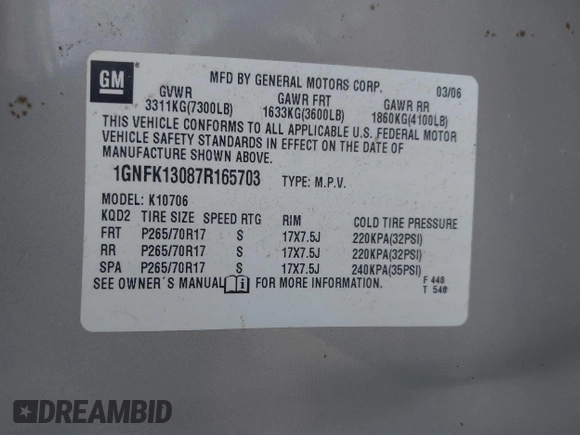 GM
MFD BY GENERAL MOTORS CORP. 03/06
GVWR GAWR FRT GAWR RR
3311KG(7300LB) 1633KG(3600LB) 1860KG(4100LB)
THIS VEHICLE CONFORMS TO ALL APPLICABLE U.S. FEDERAL MOTOR
VEHICLE SAFETY STANDARDS IN EFFECT ON THE DATE OF
MANUFACTURE SHOWN ABOVE.
1GNFK13087R165703 TYPE: M.P.V.
MODEL: K10706
KQD2 TIRE SIZE SPEED RTG RIM COLD TIRE PRESSURE
FRT P265/70R17 S 17X7.5J 220KPA(32PSI)
RR P265/70R17 S 17X7.5J 220KPA(32PSI)
SPA P265/70R17 S 17X7.5J 240KPA(35PSI)
SEE OWNER´S MANUAL i FOR MORE INFORMATION.
F 448
T 548
DREAMBID